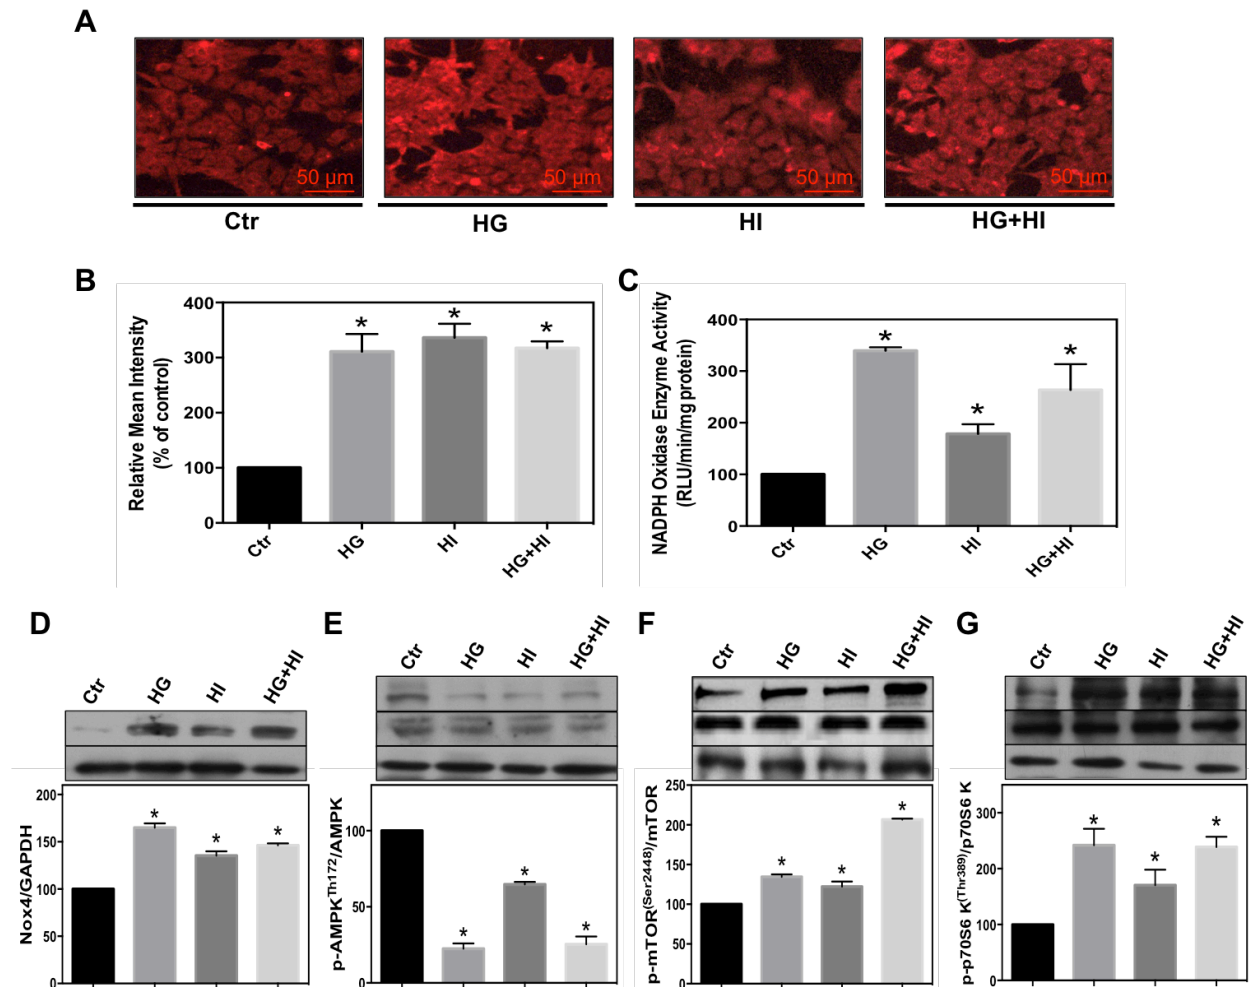 A
50 μm
50 μm
50 μm
50 μm
Ctr
HG
HI
HG+HI
B
Relative Mean Intensity
(% of control)
400
300
200
100
0
*
*
*
Ctr
HG
HI
HG+HI
C
NADPH Oxidase Enzyme Activity
(RLU/min/mg protein)
400
300
200
100
0
*
*
*
Ctr
HG
HI
HG+HI
D
Ctr
HG
HI
HG+HI
Nox4/GAPDH
200
150
100
50
0
*
*
*
E
Ctr
HG
HI
HG+HI
p-AMPKTh172/AMPK
100
50
0
*
*
*
F
Ctr
HG
HI
HG+HI
p-mTOR(Ser2448)/mTOR
250
200
150
100
50
0
*
*
*
G
Ctr
HG
HI
HG+HI
p-p70S6 K(Thr389)/p70S6 K
300
200
100
0
*
*
*